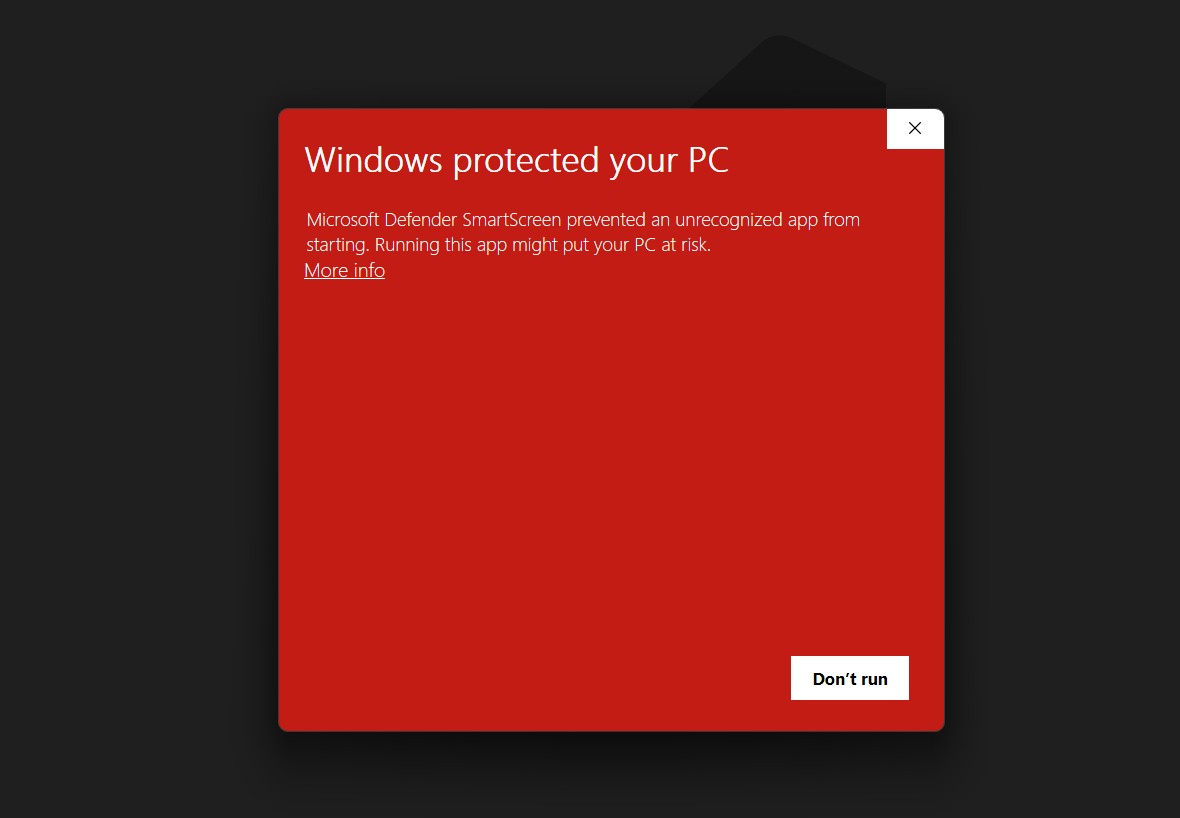 Windows protected your PC
Microsoft Defender SmartScreen prevented an unrecognized app from
starting. Running this app might put your PC at risk.
More info
Don’t run